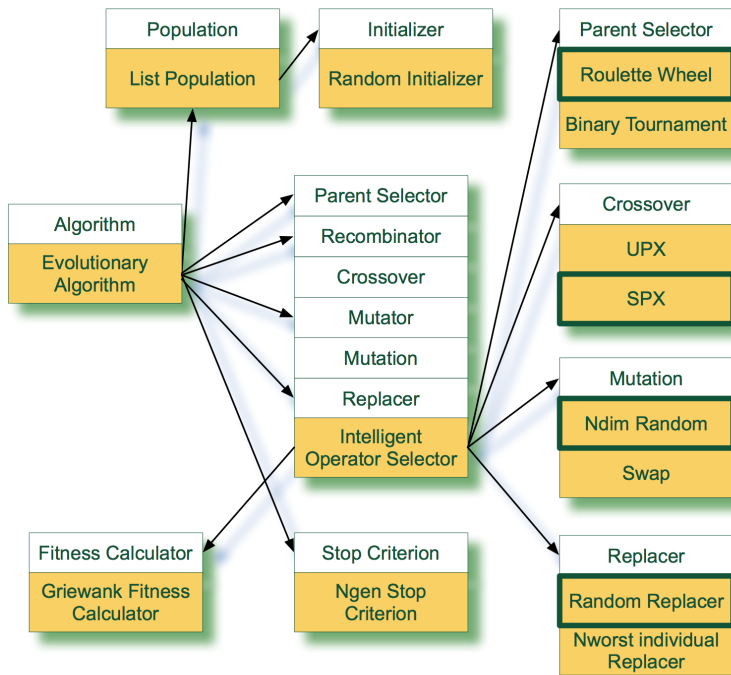 Population
List Population
Initializer
Random Initializer
Parent Selector
Roulette Wheel
Binary Tournament
Algorithm
Evolutionary
Algorithm
Parent Selector
Recombinator
Crossover
Mutator
Mutation
Replacer
Intelligent
Operator Selector
Crossover
UPX
SPX
Mutation
Ndim Random
Swap
Fitness Calculator
Griewank Fitness
Calculator
Stop Criterion
Ngen Stop
Criterion
Replacer
Random Replacer
Nworst individual
Replacer